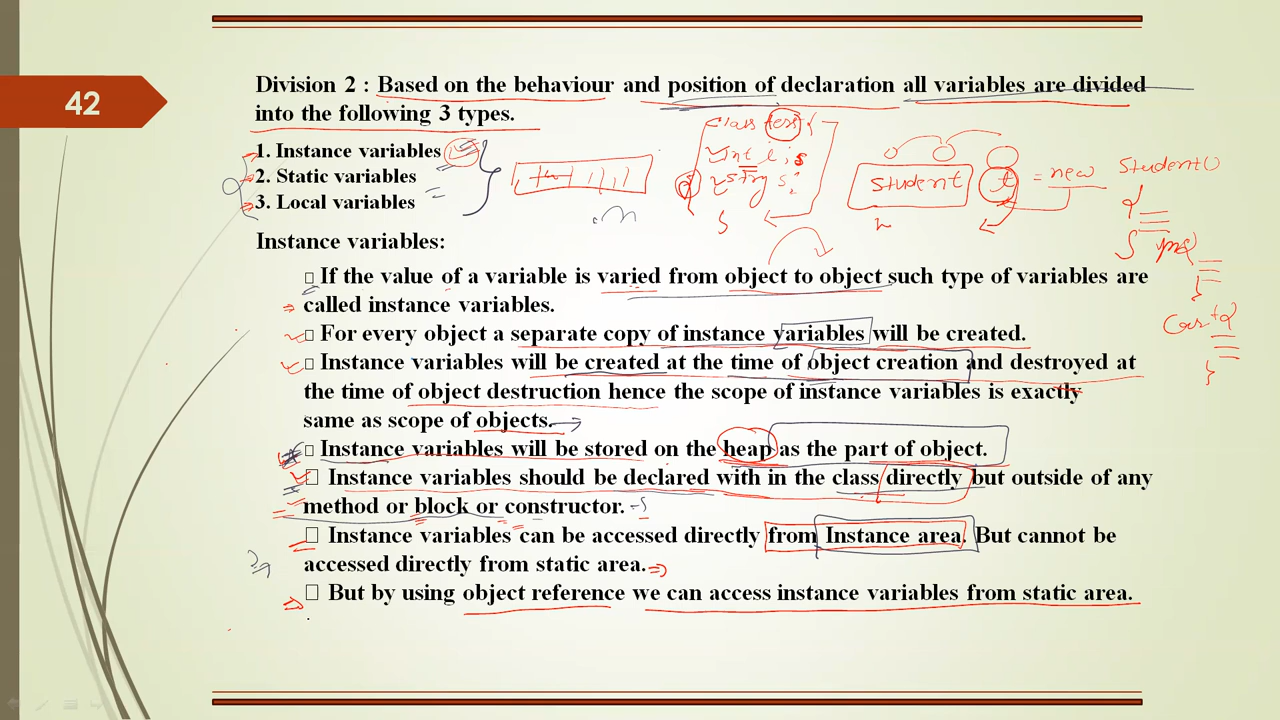 42
Division 2 : Based on the behaviour and position of declaration all variables are divided
into the following 3 types.
1. Instance variables
2. Static variables
3. Local variables
class test {
int i;
student t = new Student()
Instance variables:
If the value of a variable is varied from object to object such type of variables are
called instance variables.
For every object a separate copy of instance variables will be created.
Instance variables will be created at the time of object creation and destroyed at
the time of object destruction hence the scope of instance variables is exactly
same as scope of objects.
Instance variables will be stored on the heap as the part of object.
Instance variables should be declared with in the class directly but outside of any
method or block or constructor.
Instance variables can be accessed directly from Instance area. But cannot be
accessed directly from static area.
But by using object reference we can access instance variables from static area.